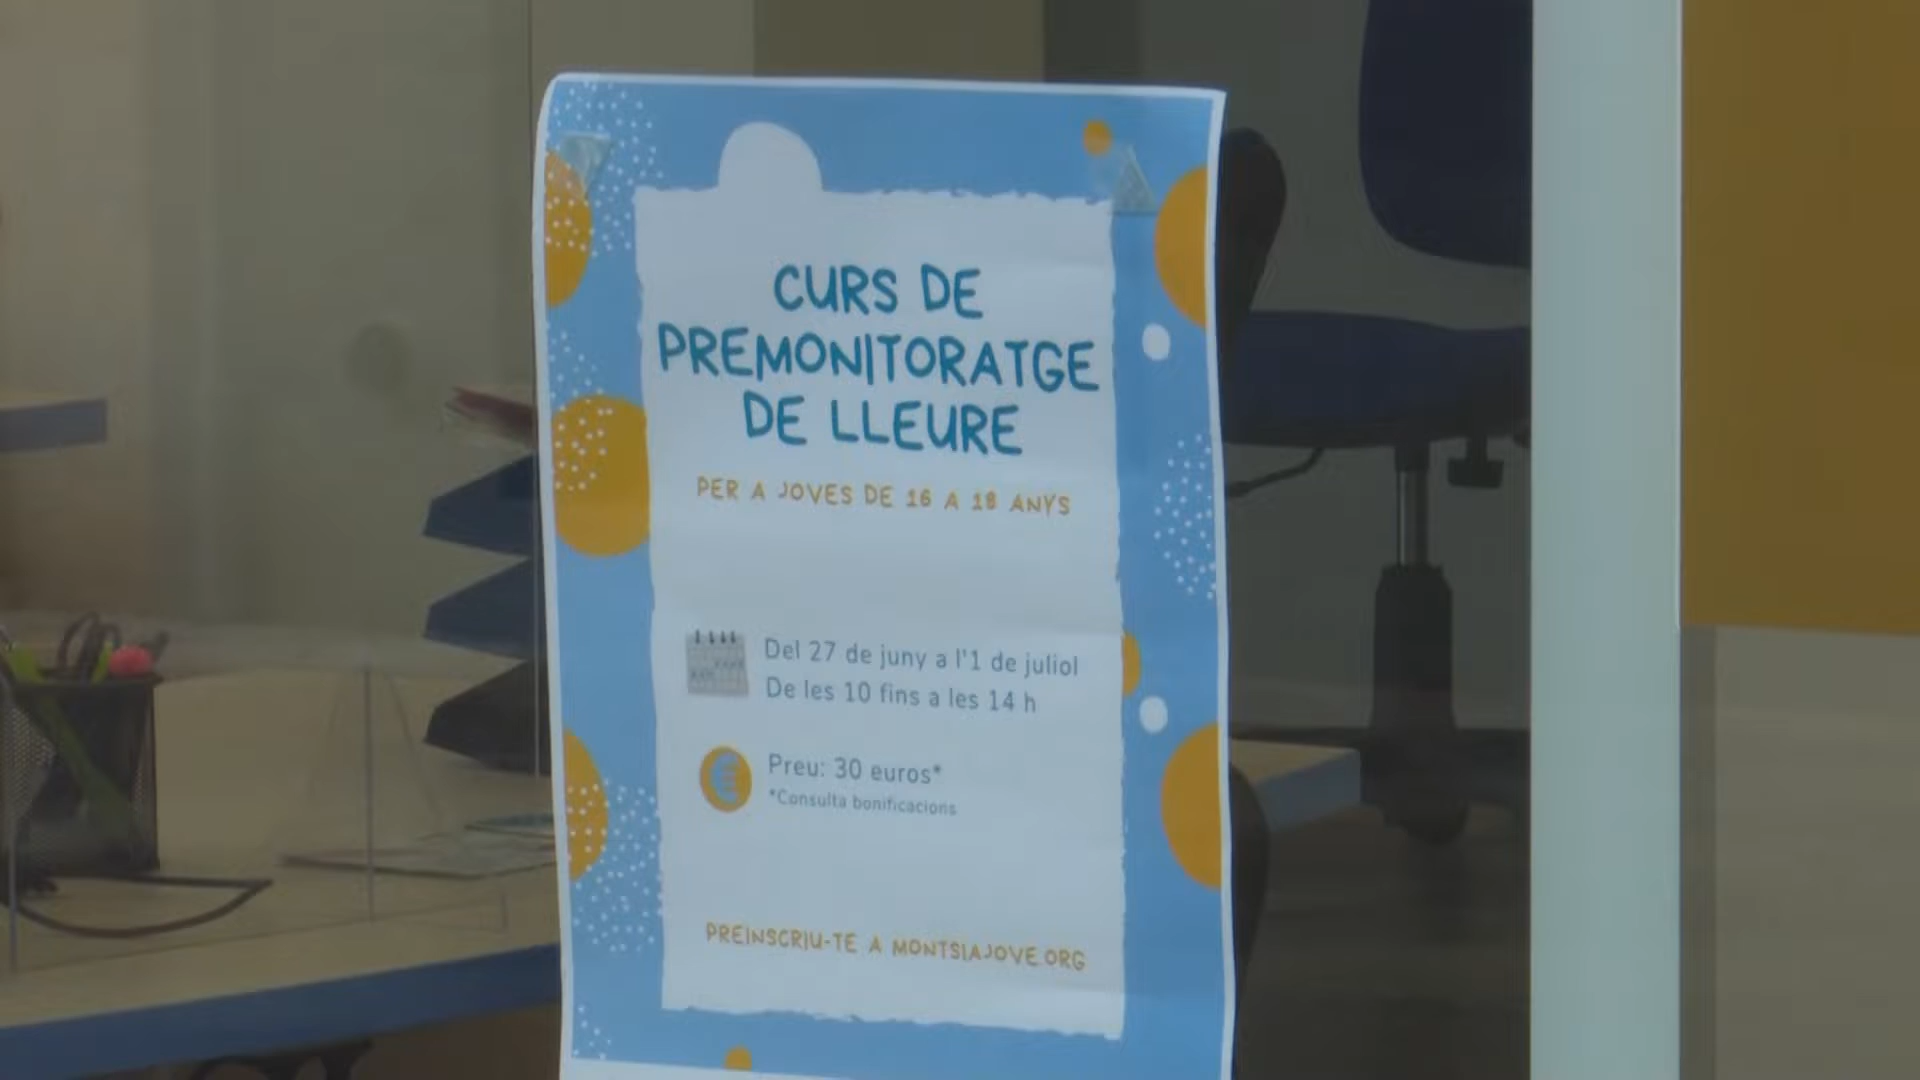 CURS DE
PREMONITORATGE
DE LLEURE
PER A JOVES DE 16 A 18 ANYS
Del 27 de juny a l'1 de juliol
De les 10 fins a les 14 h
Preu: 30 euros*
*Consulta bonificacions
PREINSCRIU-TE A MONTSIAJOVE.ORG